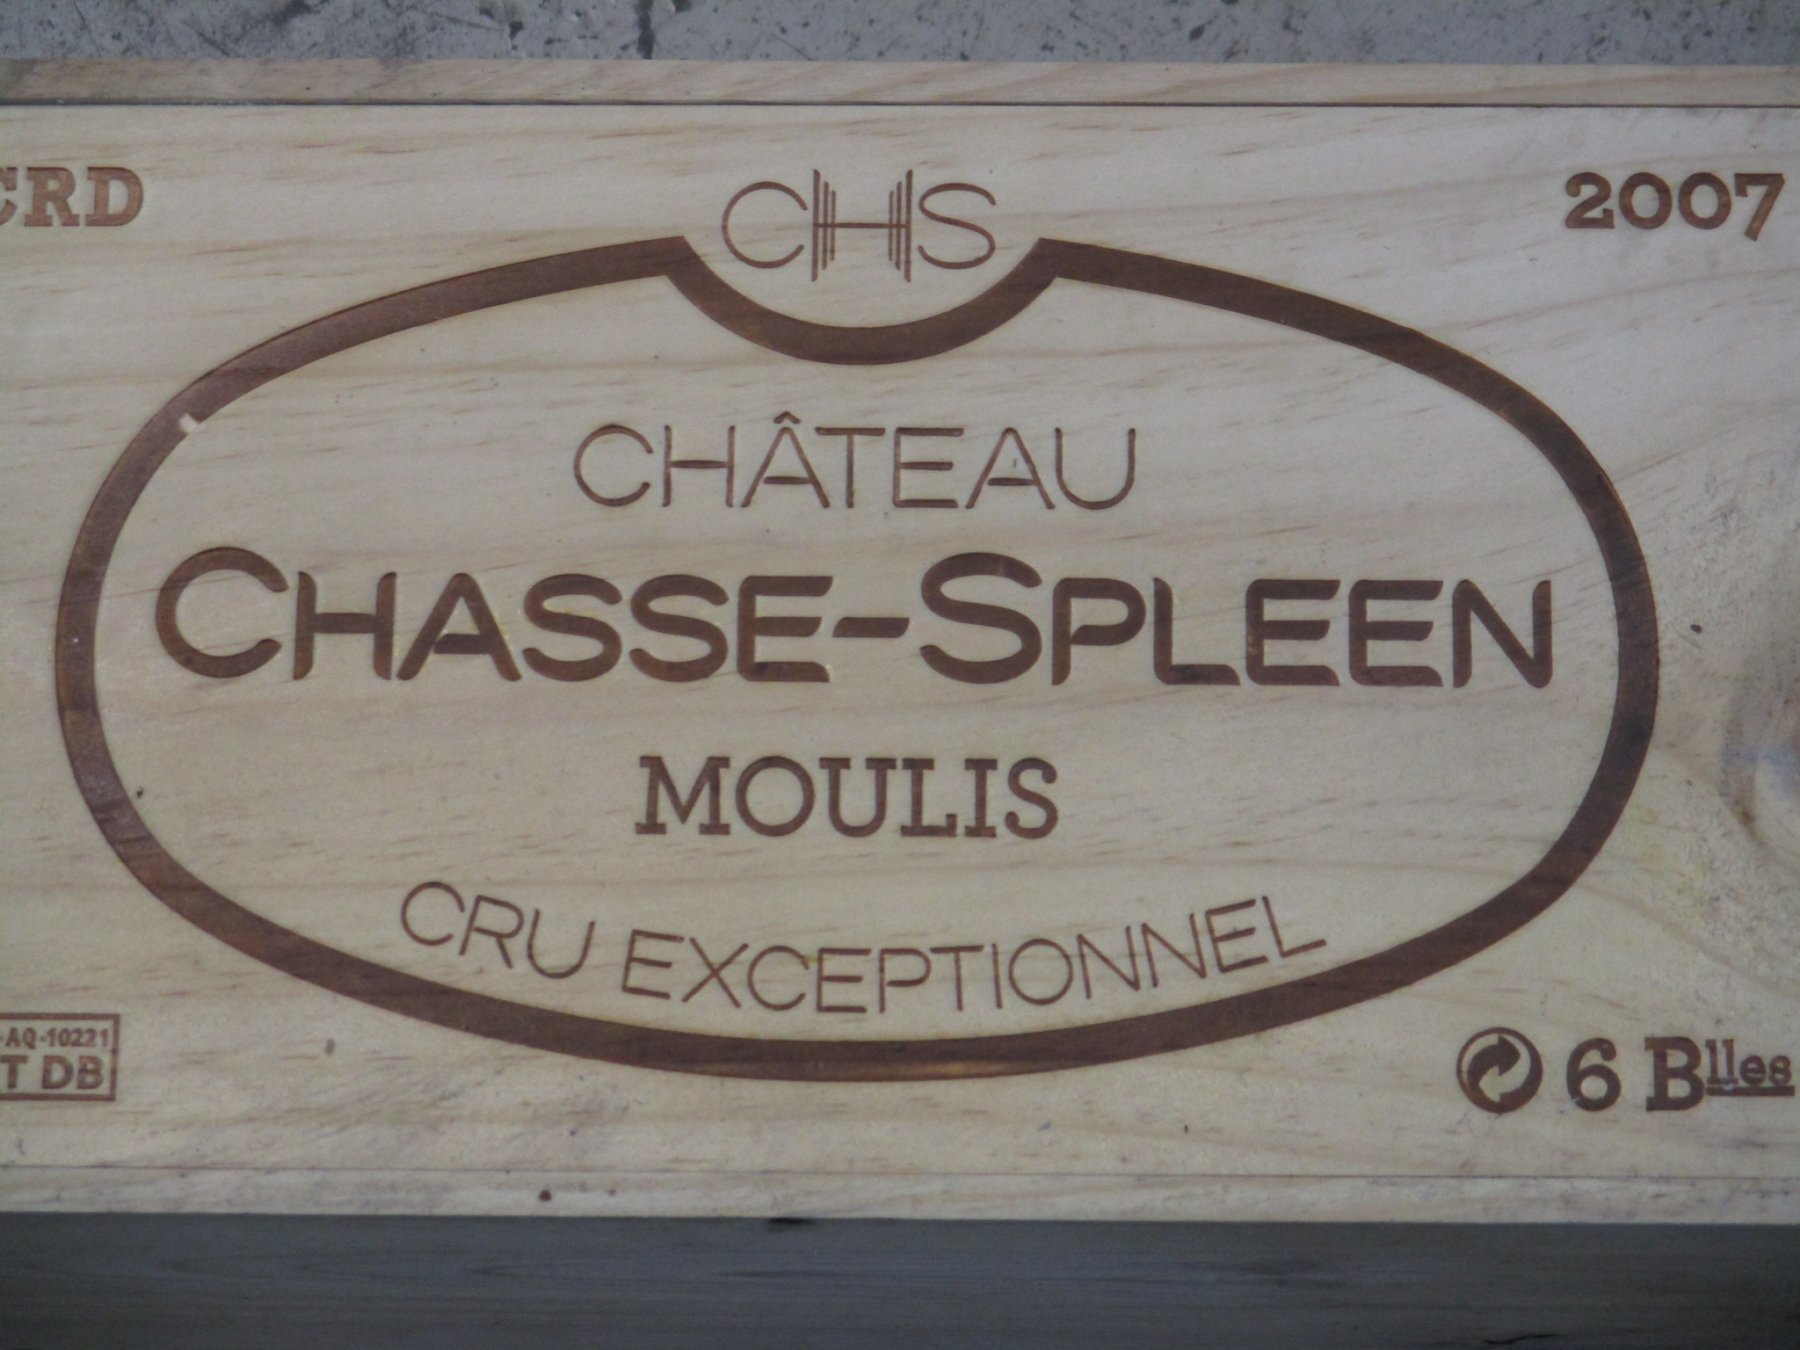 CRD
CHS
2007
CHÂTEAU
CHASSE-SPLEEN
MOULIS
CRU EXCEPTIONNEL
-AQ-10221
T DB
6 Blles